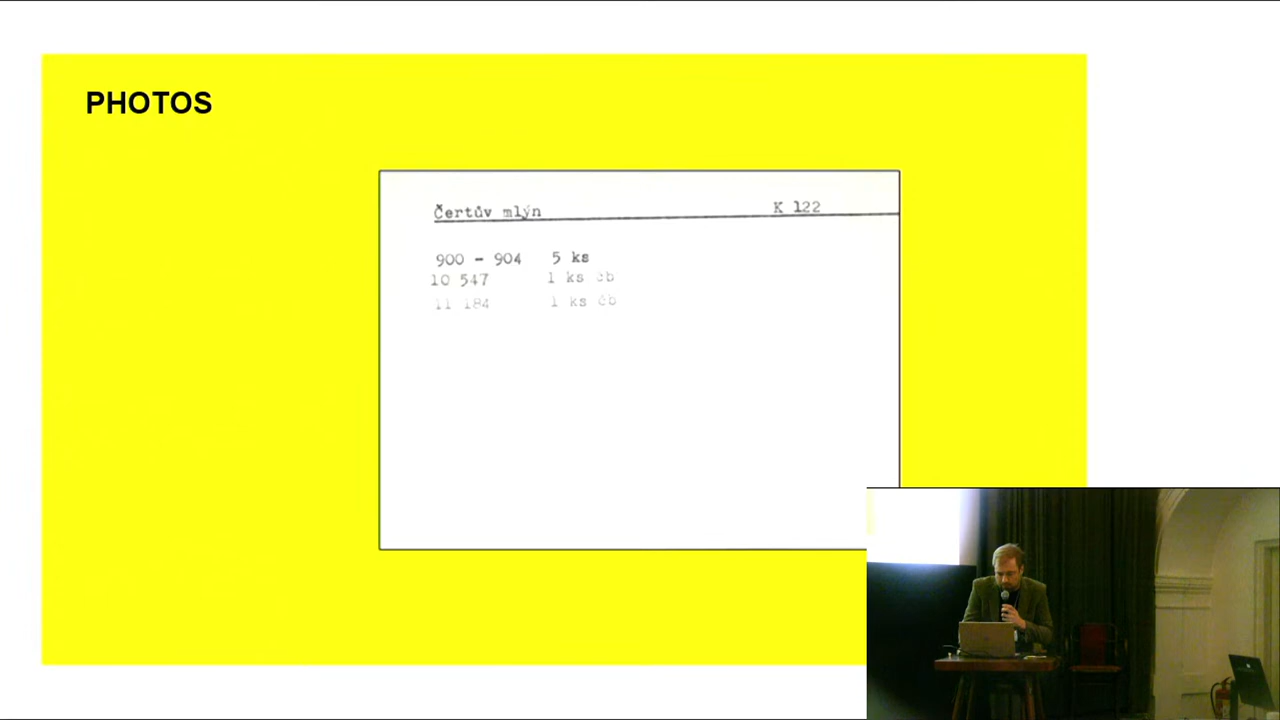 PHOTOS
Čertův mlýn K 122
900 - 904 5 ks
10 547 1 ks čb
11 184 1 ks čb